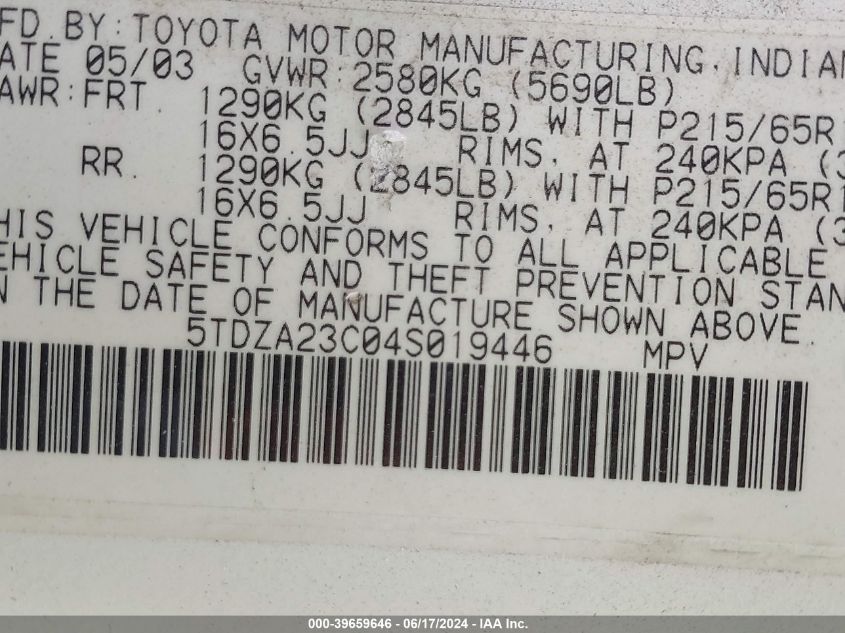 FD. BY: TOYOTA MOTOR MANUFACTURING, INDIAN
ATE 05/03 GVWR: 2580KG (5690LB)
AWR: FRT. 1290KG (2845LB) WITH P215/65R1
16X6.5JJ RIMS, AT 240KPA (3
RR. 1290KG (2845LB) WITH P215/65R1
16X6.5JJ RIMS, AT 240KPA (3
HIS VEHICLE CONFORMS TO ALL APPLICABLE
EHICLE SAFETY AND THEFT PREVENTION STAN
N THE DATE OF MANUFACTURE SHOWN ABOVE.
5TDZA23C04S019446 MPV
000-39659646 - 06/17/2024 - IAA Inc.